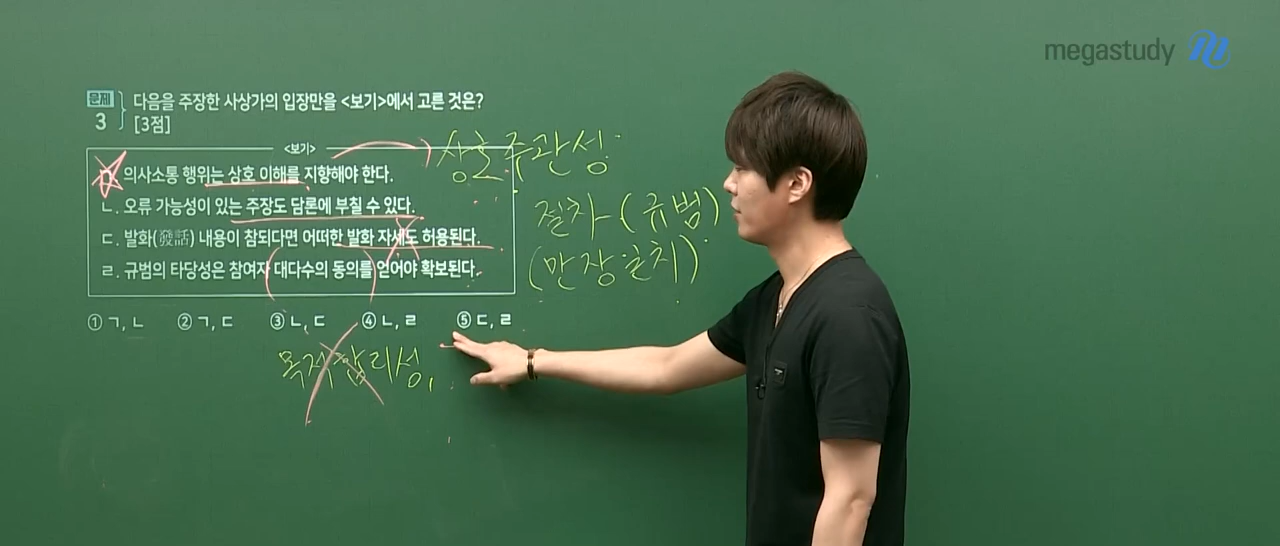 megastudy
문제 다음을 주장한 사상가의 입장만을 <보기>에서 고른 것은?
3 [3점]
<보기>
의사소통 행위는 상호 이해를 지향해야 한다.
ㄴ. 오류 가능성이 있는 주장도 담론에 부칠 수 있다.
ㄷ. 발화(發話) 내용이 참되다면 어떠한 발화 자세도 허용된다.
ㄹ. 규범의 타당성은 참여자 대다수의 동의를 얻어야 확보된다.
① ㄱ, ㄴ ② ㄱ, ㄷ ③ ㄴ, ㄷ ④ ㄴ, ㄹ ⑤ ㄷ, ㄹ
상호주관성
절차(규범)
(만장일치)
목적합리성